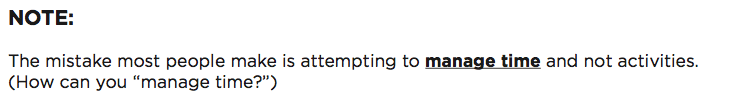 NOTE:
The mistake most people make is attempting to manage time and not activities.
(How can you “manage time?”)